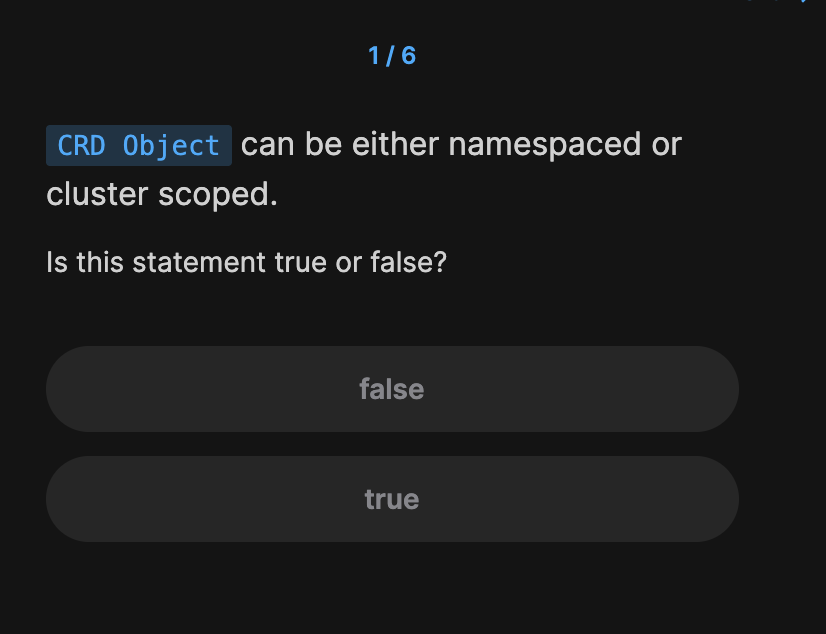 1 / 6
CRD Object can be either namespaced or
cluster scoped.
Is this statement true or false?
false
true